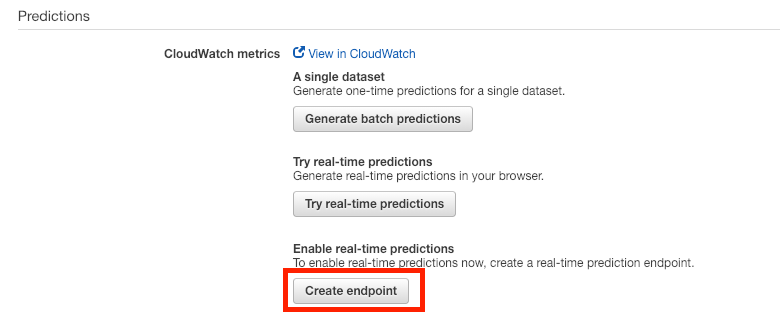 Predictions
CloudWatch metrics View in CloudWatch
A single dataset
Generate one-time predictions for a single dataset.
Generate batch predictions
Try real-time predictions
Generate real-time predictions in your browser.
Try real-time predictions
Enable real-time predictions
To enable real-time predictions now, create a real-time prediction endpoint.
Create endpoint